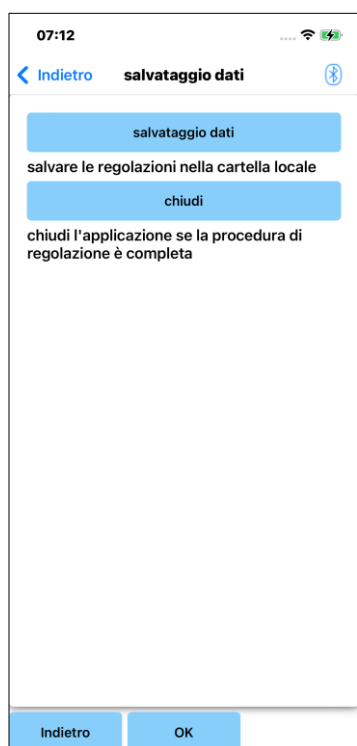 07:12
Indietro salvataggio dati
salvataggio dati
salvare le regolazioni nella cartella locale
chiudi
chiudi l'applicazione se la procedura di
regolazione è completa
Indietro OK